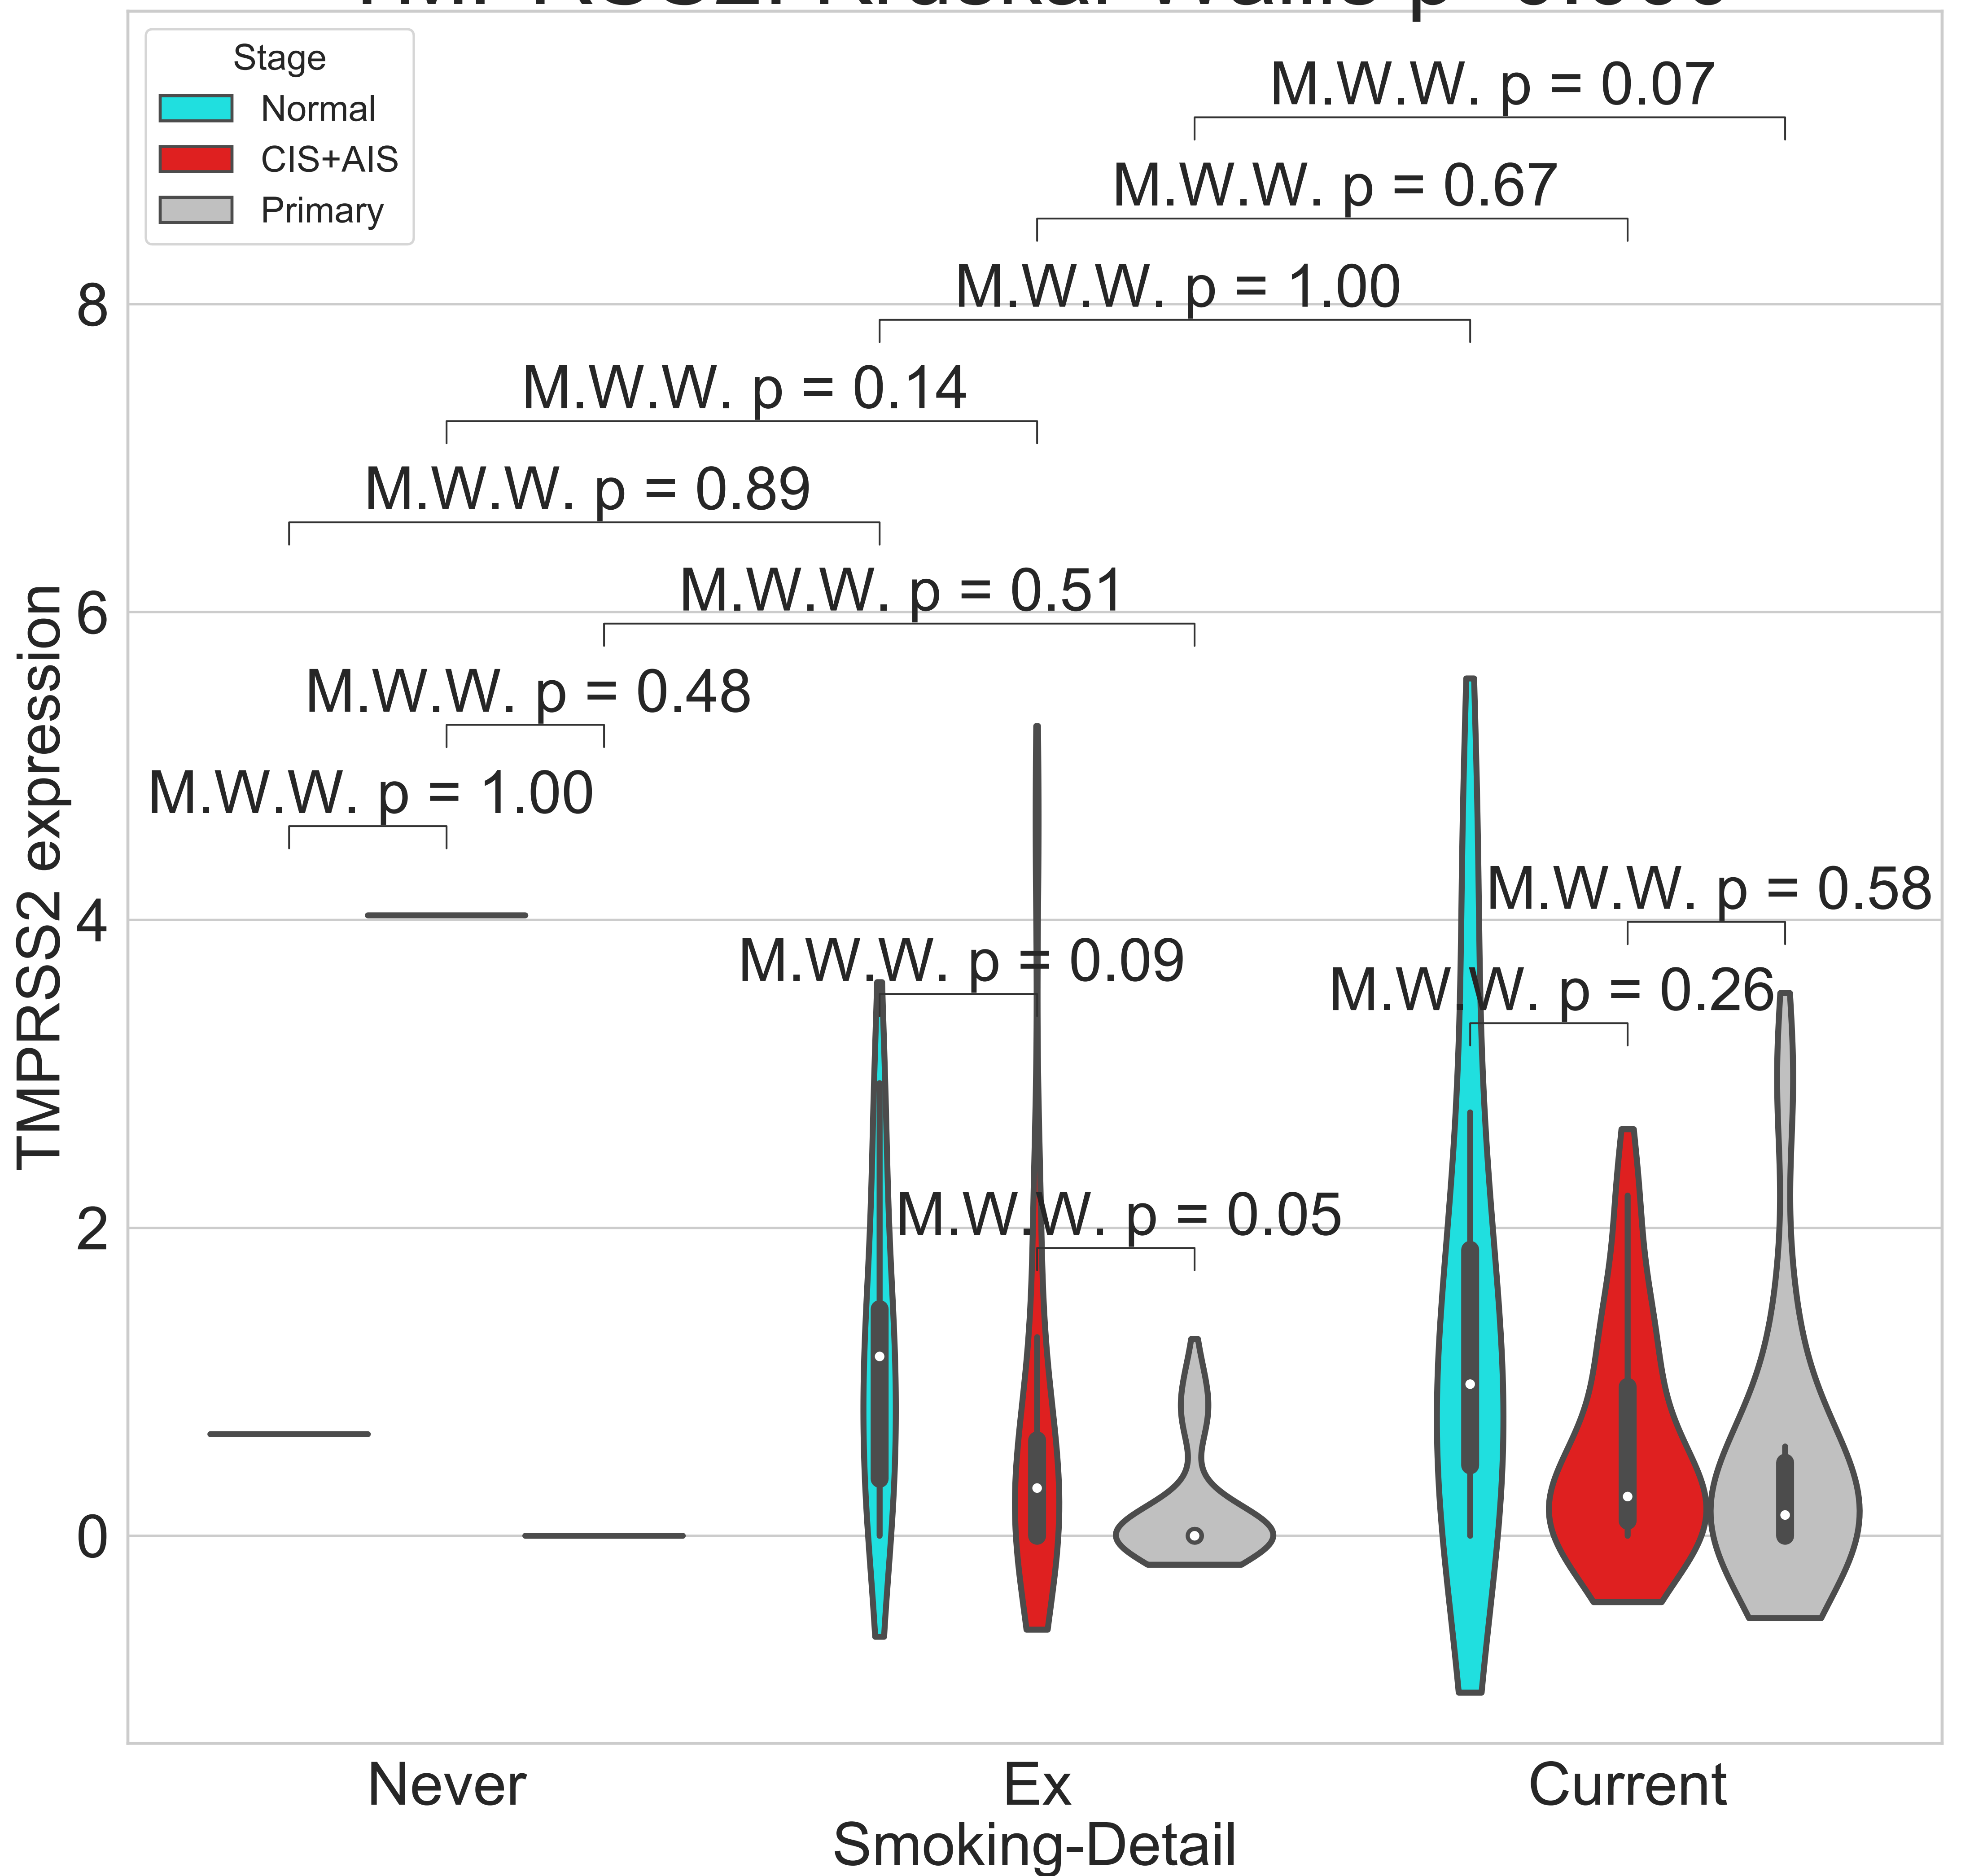 Stage
Normal
CIS+AIS
Primary
M.W.W. p = 0.07
M.W.W. p = 0.67
M.W.W. p = 1.00
M.W.W. p = 0.14
M.W.W. p = 0.89
M.W.W. p = 0.51
M.W.W. p = 0.48
M.W.W. p = 1.00
M.W.W. p = 0.58
M.W.W. p = 0.09
M.W.W. p = 0.26
M.W.W. p = 0.05
TMPRSS2 expression
8
6
4
2
0
Never
Ex
Current
Smoking-Detail